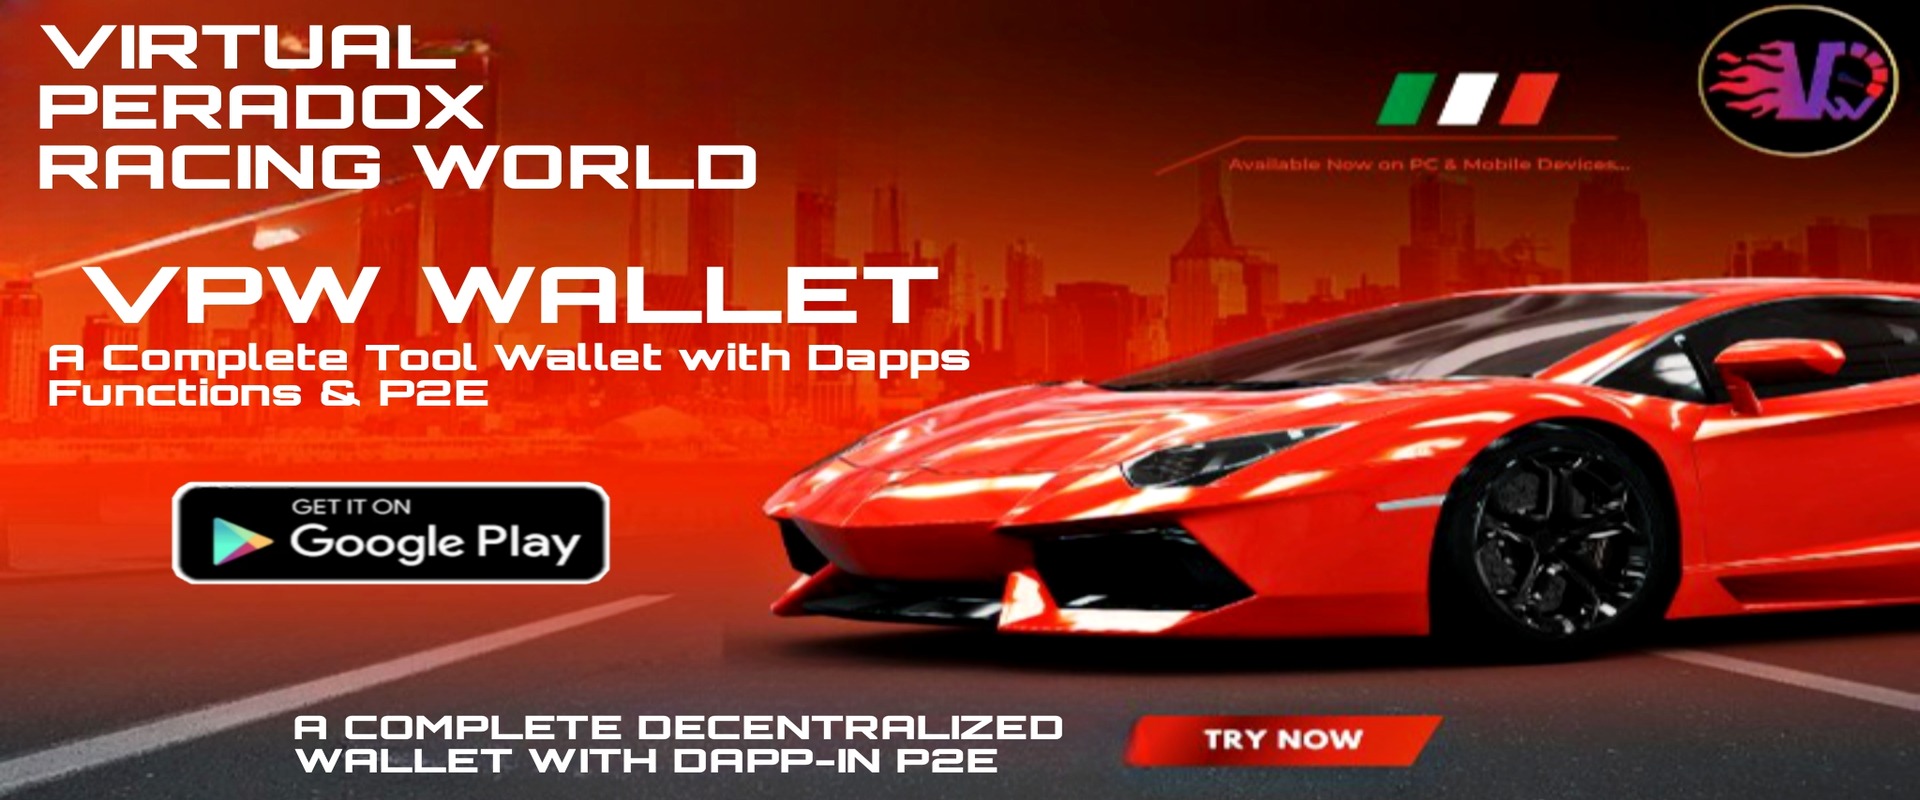 VIRTUAL
PERADOX
RACING WORLD
Available Now on PC & Mobile Devices...
VPW
VPW WALLET
A Complete Tool Wallet with Dapps
Functions & P2E
GET IT ON
Google Play
A COMPLETE DECENTRALIZED
WALLET WITH DAPP-IN P2E
TRY NOW